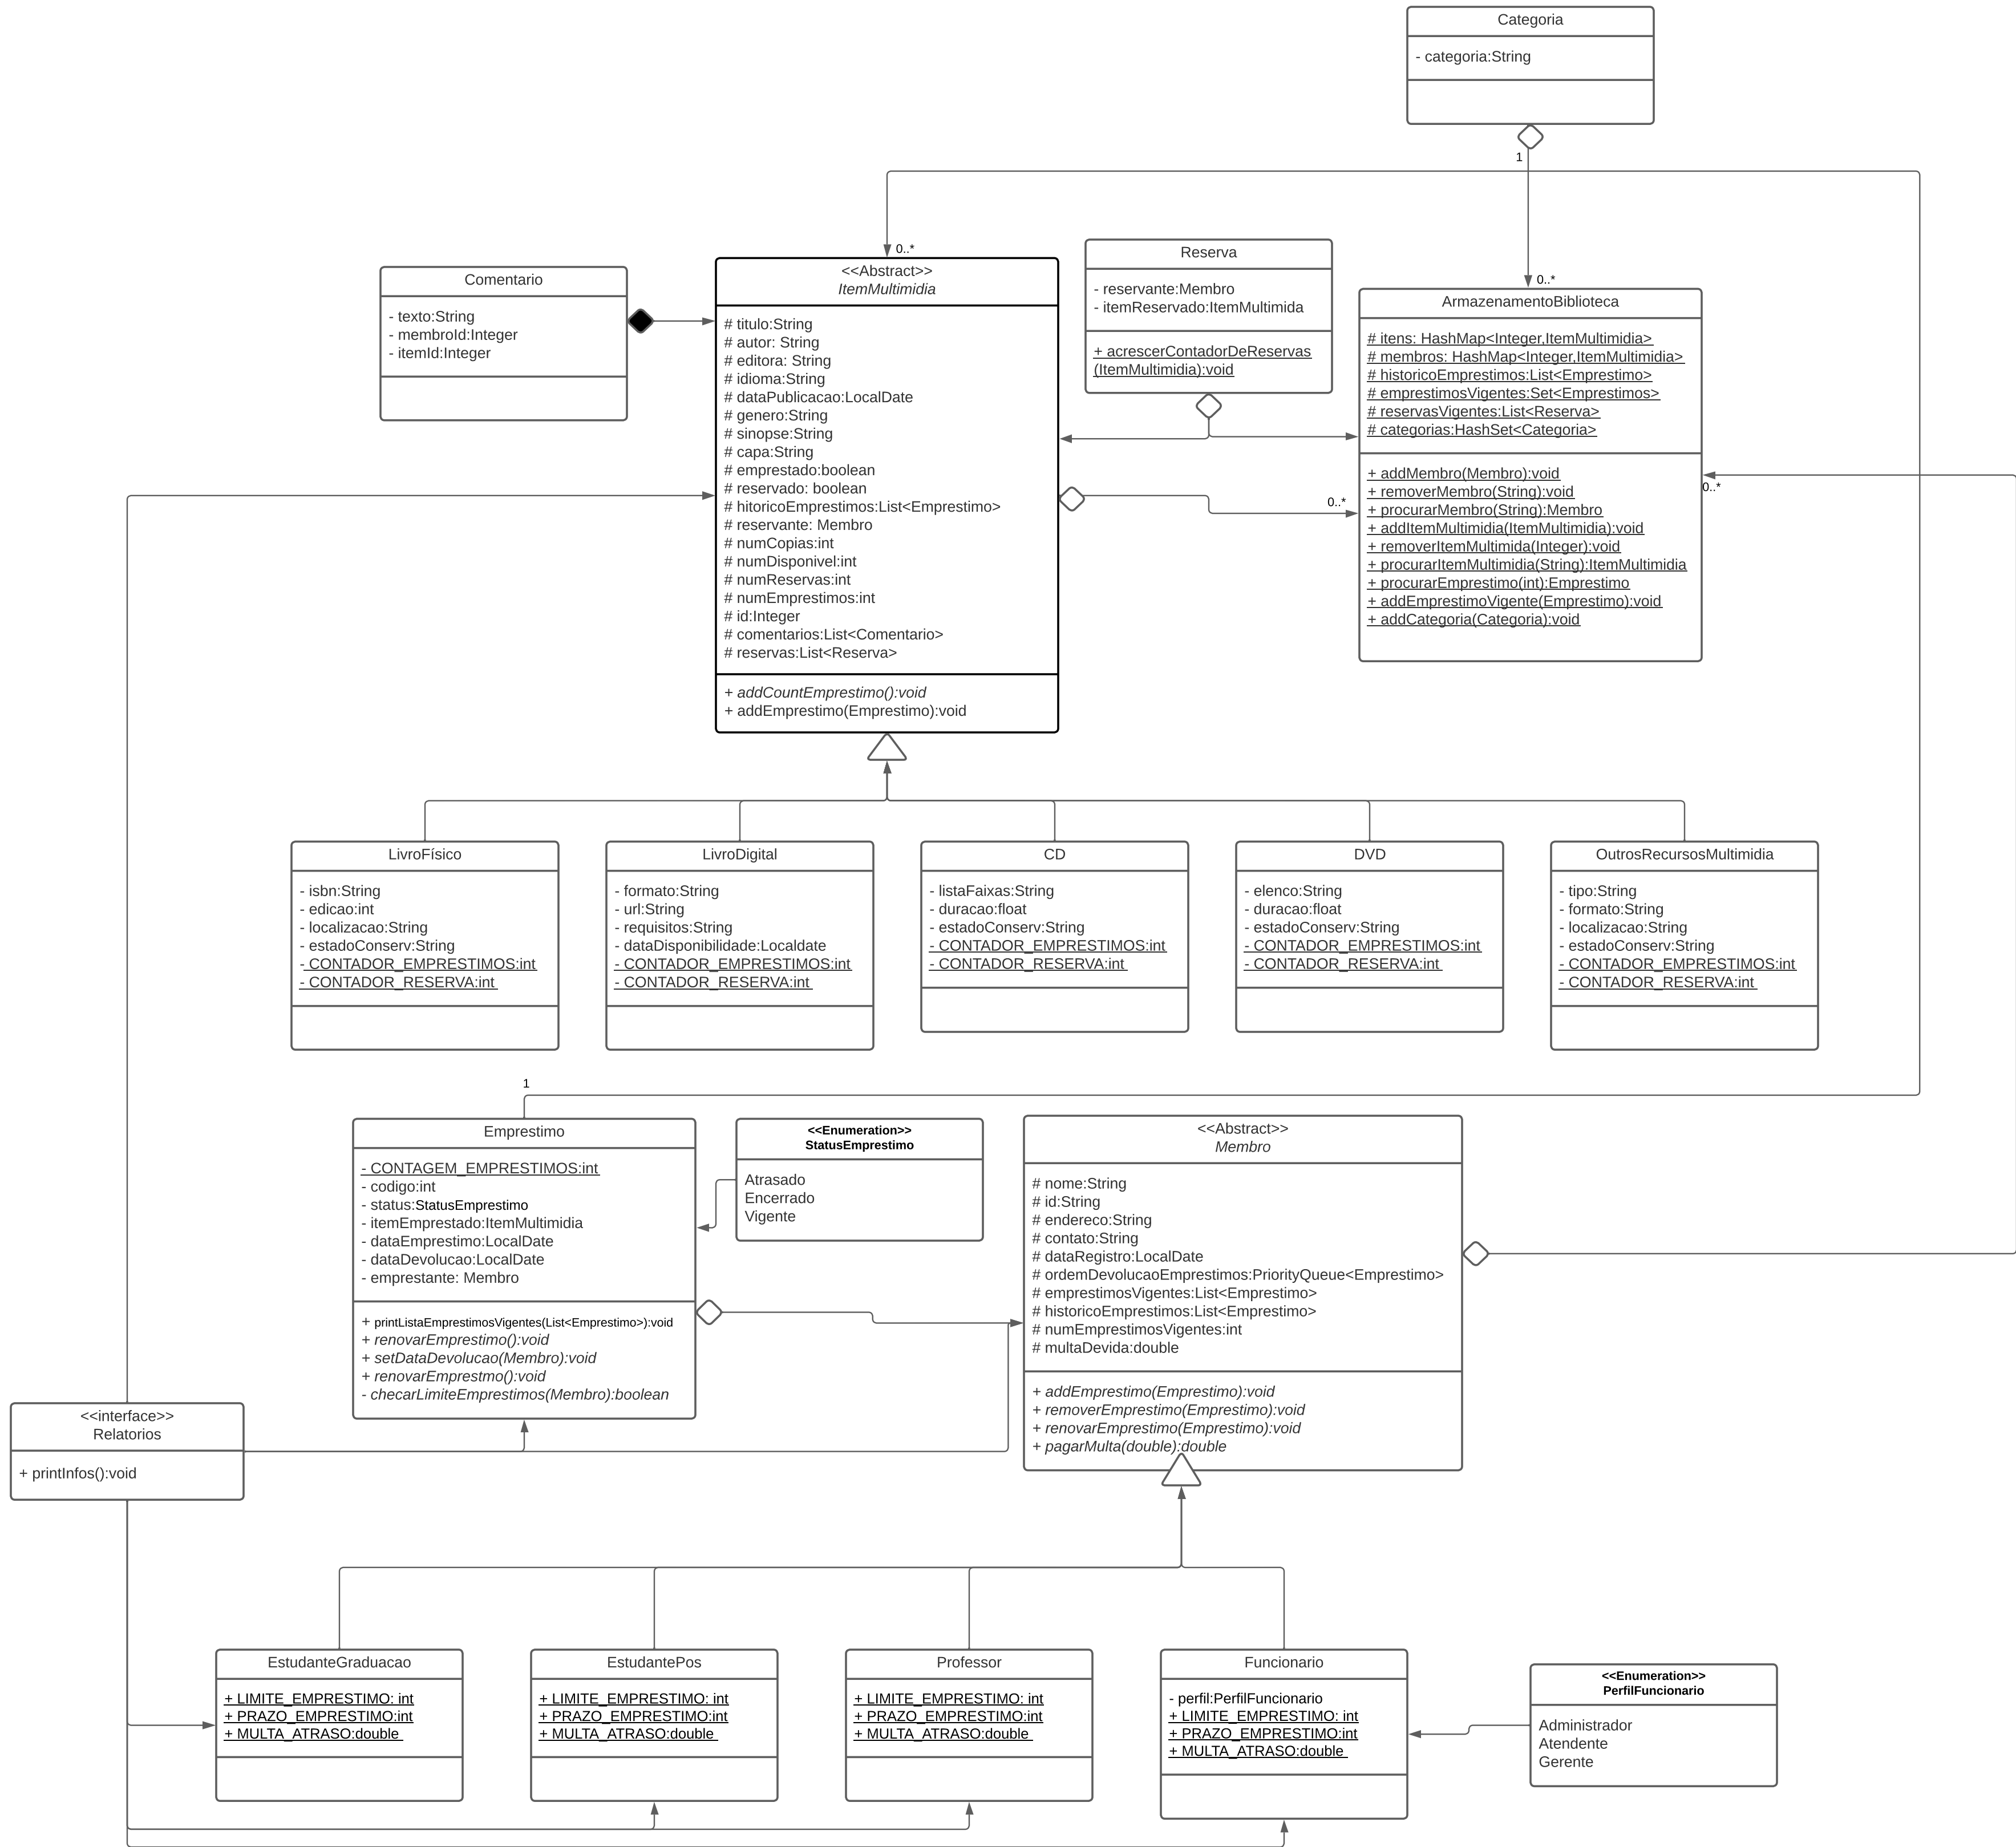 Categoria
- categoria:String
1
0..*
0..*
Comentario
- texto:String
- membroId:Integer
- itemId:Integer
<<Abstract>>
ItemMultimidia
# titulo:String
# autor: String
# editora: String
# idioma:String
# dataPublicacao:LocalDate
# genero:String
# sinopse:String
# capa:String
# emprestado:boolean
# reservado: boolean
# hitoricoEmprestimos:List<Emprestimo>
# reservante: Membro
# numCopias:int
# numDisponivel:int
# numReservas:int
# numEmprestimos:int
# id:Integer
# comentarios:List<Comentario>
# reservas:List<Reserva>
+ addCountEmprestimo():void
+ addEmprestimo(Emprestimo):void
Reserva
- reservante:Membro
- itemReservado:ItemMultimida
+ acrescerContadorDeReservas
(ItemMultimidia):void
0..*
ArmazenamentoBiblioteca
# itens: HashMap<Integer,ItemMultimidia>
# membros: HashMap<Integer,ItemMultimidia>
# historicoEmprestimos:List<Emprestimo>
# emprestimosVigentes:Set<Emprestimos>
# reservasVigentes:List<Reserva>
# categorias:HashSet<Categoria>
+ addMembro(Membro):void
+ removerMembro(String):void
+ procurarMembro(String):Membro
+ addItemMultimidia(ItemMultimidia):void
+ removerItemMultimida(Integer):void
+ procurarItemMultimidia(String):ItemMultimidia
+ procurarEmprestimo(int):Emprestimo
+ addEmprestimoVigente(Emprestimo):void
+ addCategoria(Categoria):void
0..*
LivroFísico
- isbn:String
- edicao:int
- localizacao:String
- estadoConserv:String
- CONTADOR_EMPRESTIMOS:int
- CONTADOR_RESERVA:int
LivroDigital
- formato:String
- url:String
- requisitos:String
- dataDisponibilidade:Localdate
- CONTADOR_EMPRESTIMOS:int
- CONTADOR_RESERVA:int
CD
- listaFaixas:String
- duracao:float
- estadoConserv:String
- CONTADOR_EMPRESTIMOS:int
- CONTADOR_RESERVA:int
DVD
- elenco:String
- duracao:float
- estadoConserv:String
- CONTADOR_EMPRESTIMOS:int
- CONTADOR_RESERVA:int
OutrosRecursosMultimidia
- tipo:String
- formato:String
- localizacao:String
- estadoConserv:String
- CONTADOR_EMPRESTIMOS:int
- CONTADOR_RESERVA:int
1
Emprestimo
- CONTAGEM_EMPRESTIMOS:int
- codigo:int
- status:StatusEmprestimo
- itemEmprestado:ItemMultimidia
- dataEmprestimo:LocalDate
- dataDevolucao:LocalDate
- emprestante: Membro
+ printListaEmprestimosVigentes(List<Emprestimo>):void
+ renovarEmprestimo():void
+ setDataDevolucao(Membro):void
+ renovarEmprestmo():void
- checarLimiteEmprestimos(Membro):boolean
<<Enumeration>>
StatusEmprestimo
Atrasado
Encerrado
Vigente
<<Abstract>>
Membro
# nome:String
# id:String
# endereco:String
# contato:String
# dataRegistro:LocalDate
# ordemDevolucaoEmprestimos:PriorityQueue<Emprestimo>
# emprestimosVigentes:List<Emprestimo>
# historicoEmprestimos:List<Emprestimo>
# numEmprestimosVigentes:int
# multaDevida:double
+ addEmprestimo(Emprestimo):void
+ removerEmprestimo(Emprestimo):void
+ renovarEmprestimo(Emprestimo):void
+ pagarMulta(double):double
<<interface>>
Relatorios
+ printInfos():void
EstudanteGraduacao
+ LIMITE_EMPRESTIMO: int
+ PRAZO_EMPRESTIMO:int
+ MULTA_ATRASO:double
EstudantePos
+ LIMITE_EMPRESTIMO: int
+ PRAZO_EMPRESTIMO:int
+ MULTA_ATRASO:double
Professor
+ LIMITE_EMPRESTIMO: int
+ PRAZO_EMPRESTIMO:int
+ MULTA_ATRASO:double
Funcionario
- perfil:PerfilFuncionario
+ LIMITE_EMPRESTIMO: int
+ PRAZO_EMPRESTIMO:int
+ MULTA_ATRASO:double
<<Enumeration>>
PerfilFuncionario
Administrador
Atendente
Gerente